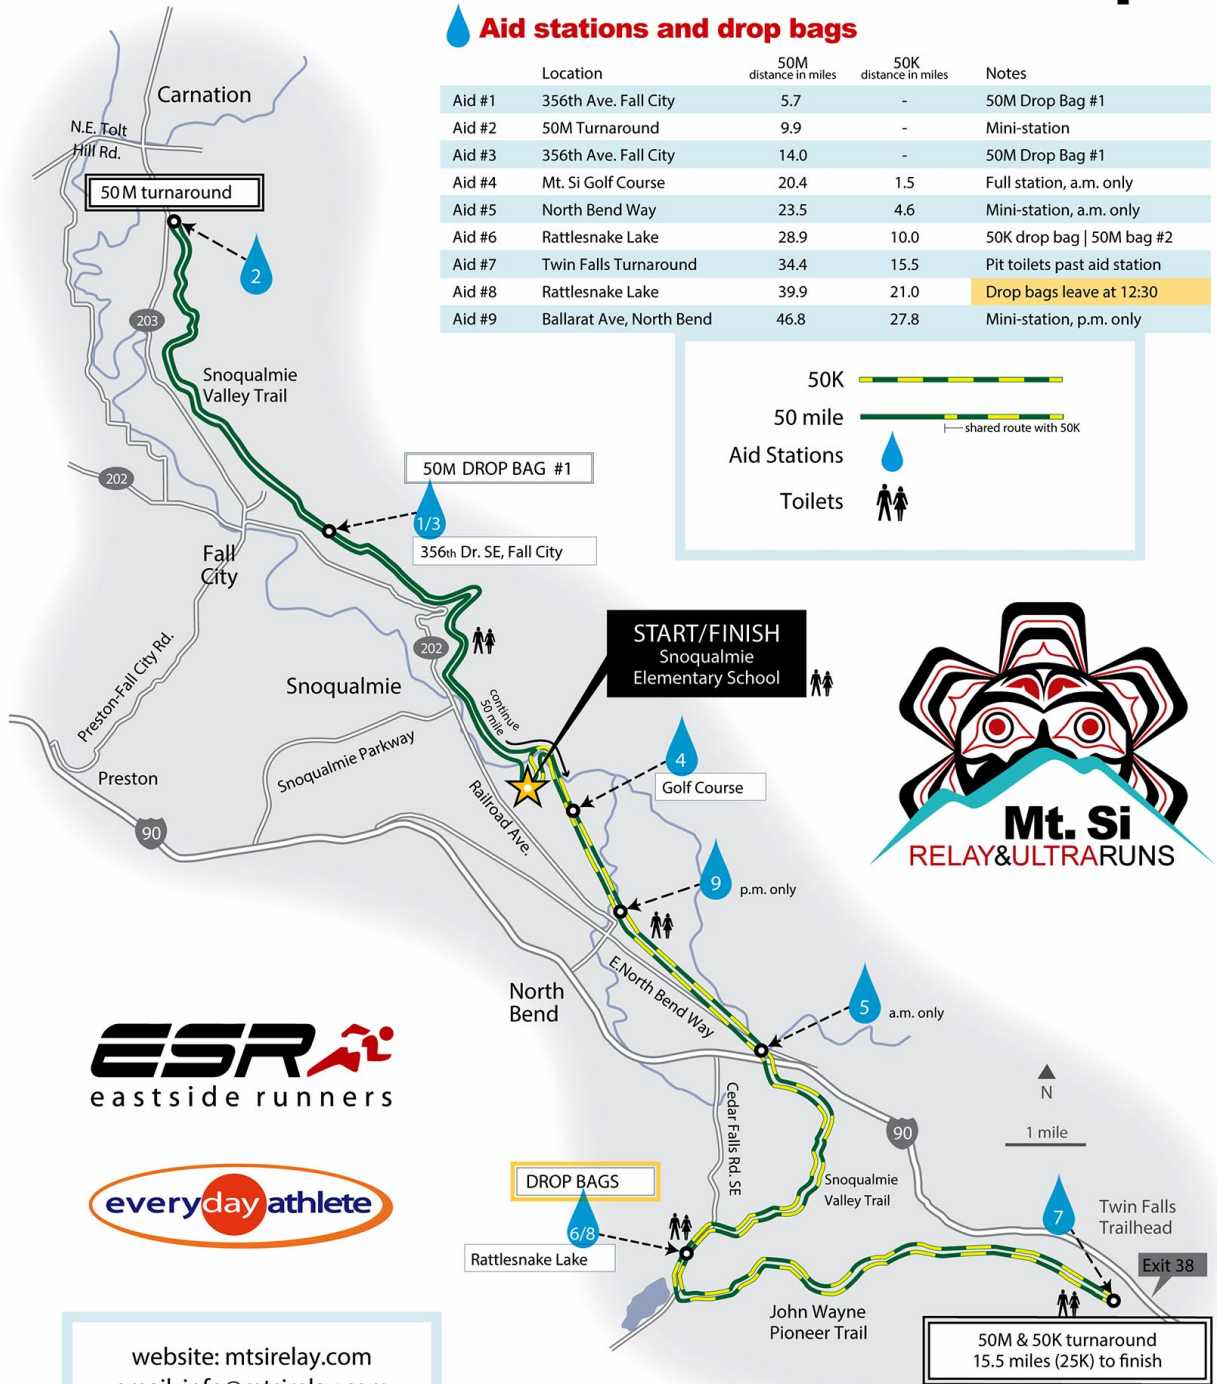 Aid stations and drop bags
Location 50M distance in miles 50K distance in miles Notes
Aid #1 356th Ave. Fall City 5.7 - 50M Drop Bag #1
Aid #2 50M Turnaround 9.9 - Mini-station
Aid #3 356th Ave. Fall City 14.0 - 50M Drop Bag #1
Aid #4 Mt. Si Golf Course 20.4 1.5 Full station, a.m. only
Aid #5 North Bend Way 23.5 4.6 Mini-station, a.m. only
Aid #6 Rattlesnake Lake 28.9 10.0 50K drop bag | 50M bag #2
Aid #7 Twin Falls Turnaround 34.4 15.5 Pit toilets past aid station
Aid #8 Rattlesnake Lake 39.9 21.0 Drop bags leave at 12:30
Aid #9 Ballarat Ave, North Bend 46.8 27.8 Mini-station, p.m. only
50K
50 mile
shared route with 50K
Aid Stations
Toilets
Carnation
N.E. Tolt
Hill Rd.
50M turnaround
2
203
Snoqualmie
Valley Trail
202
50M DROP BAG #1
1/3
356th Dr. SE, Fall City
Fall
City
202
START/FINISH
Snoqualmie
Elementary School
Preston-Fall City Rd.
Snoqualmie
continue
50 mile
Snoqualmie Parkway
Preston
90
Railroad Ave.
4
Golf Course
9
p.m. only
Mt. Si
RELAY&ULTRARUNS
North
Bend
E.North Bend Way
5
a.m. only
ESR
eastside runners
N
1 mile
90
Cedar Falls Rd. SE
everyday athlete
DROP BAGS
6/8
Rattlesnake Lake
Snoqualmie
Valley Trail
7
Twin Falls
Trailhead
Exit 38
John Wayne
Pioneer Trail
50M & 50K turnaround
15.5 miles (25K) to finish
website: mtsirelay.com